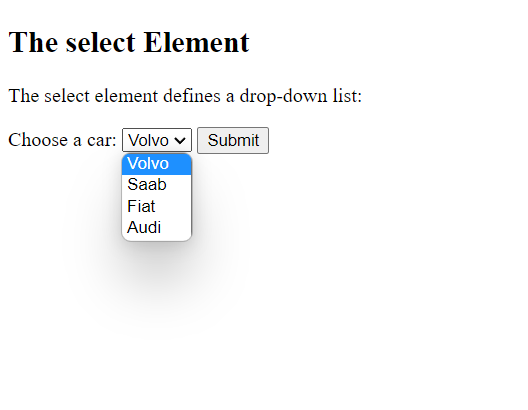 The select Element
The select element defines a drop-down list:
Choose a car: Volvo Submit
Volvo
Saab
Fiat
Audi